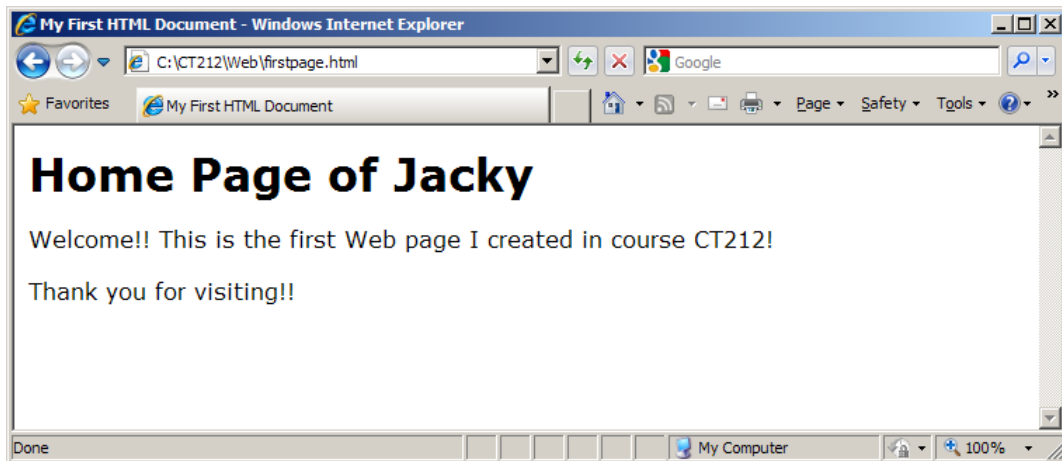 My First HTML Document - Windows Internet Explorer
C:\CT212\Web\firstpage.html Google
Favorites My First HTML Document Page Safety Tools »
Home Page of Jacky
Welcome!! This is the first Web page I created in course CT212!
Thank you for visiting!!
Done My Computer 100%